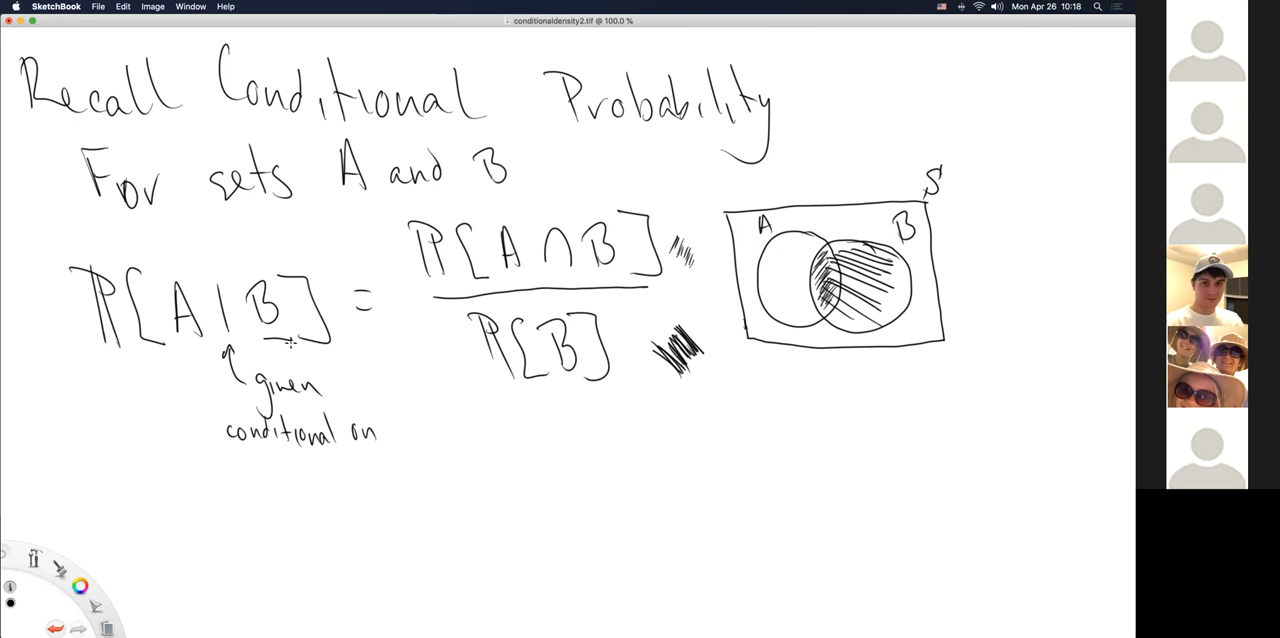 SketchBook File Edit Image Window Help Mon Apr 26 10:18
conditionaldensity2.tif @ 100.0 %
Recall Conditional Probability
For sets A and B
S
A B
ℙ[A ∩ B]
ℙ[A | B] =
ℙ[B]
given
conditional on